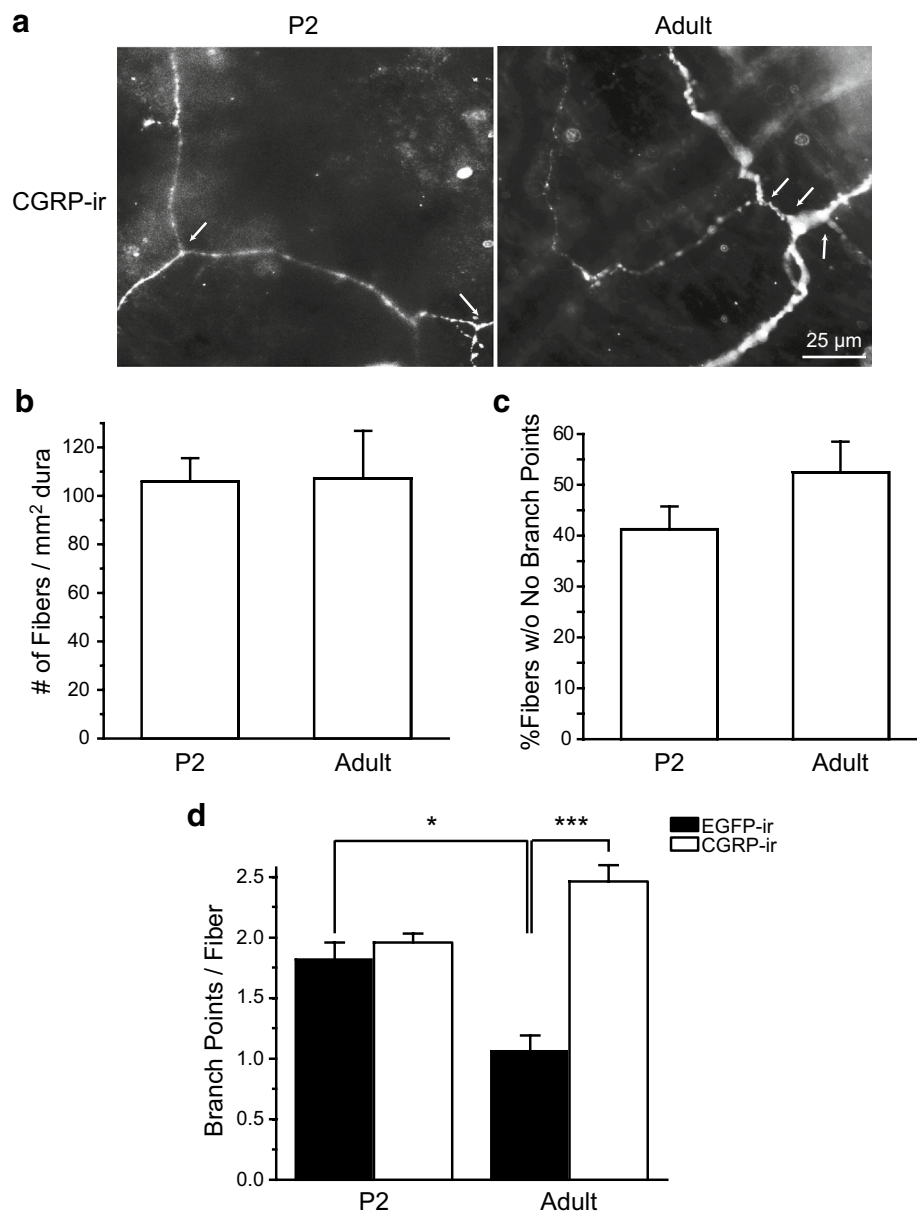 a
P2
Adult
CGRP-ir
25 µm
b
# of Fibers / mm² dura
120
100
80
60
40
20
0
P2
Adult
c
%Fibers w/o No Branch Points
60
50
40
30
20
10
0
P2
Adult
d
*
***
EGFP-ir
CGRP-ir
Branch Points / Fiber
2.5
2.0
1.5
1.0
0.5
0.0
P2
Adult